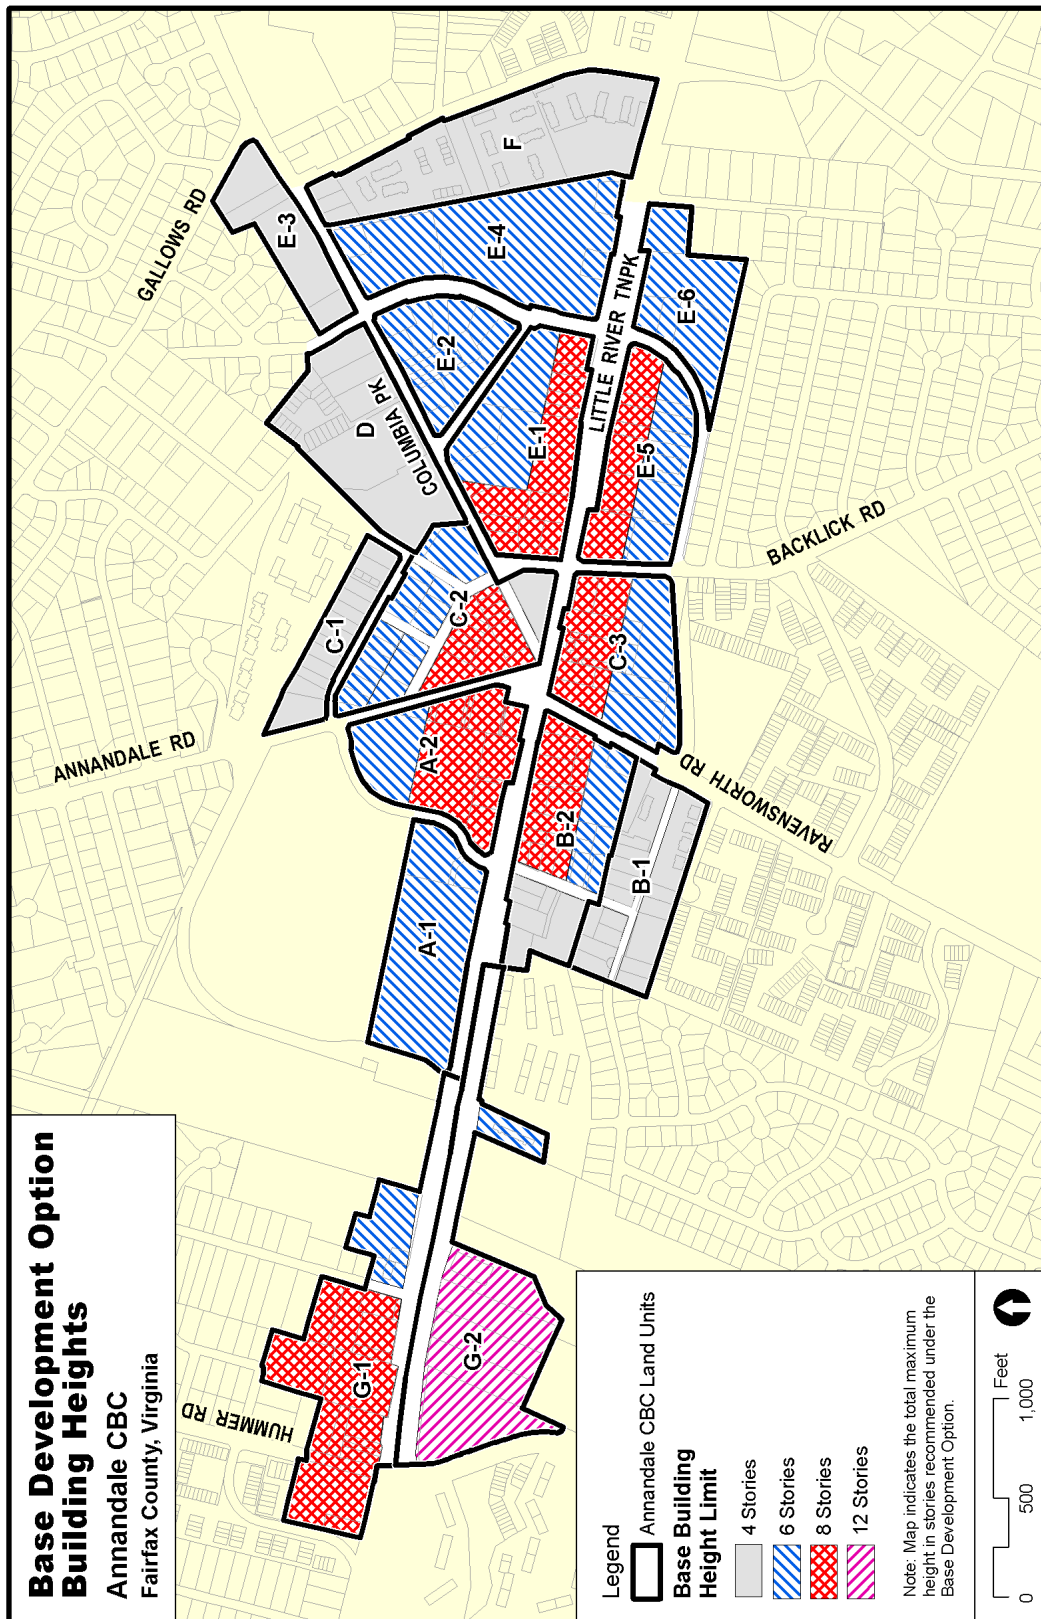 Base Development Option
Building Heights
Annandale CBC
Fairfax County, Virginia
HUMMER RD
ANNANDALE RD
GALLOWS RD
COLUMBIA PK
LITTLE RIVER TNPK
BACKLICK RD
RAVENSWORTH RD
G-1
G-2
A-1
A-2
B-1
B-2
C-1
C-2
C-3
D
E-1
E-2
E-3
E-4
E-5
E-6
F
Legend
Annandale CBC Land Units
Base Building
Height Limit
4 Stories
6 Stories
8 Stories
12 Stories
Note: Map indicates the total maximum
height in stories recommended under the
Base Development Option.
0 500 1,000
Feet